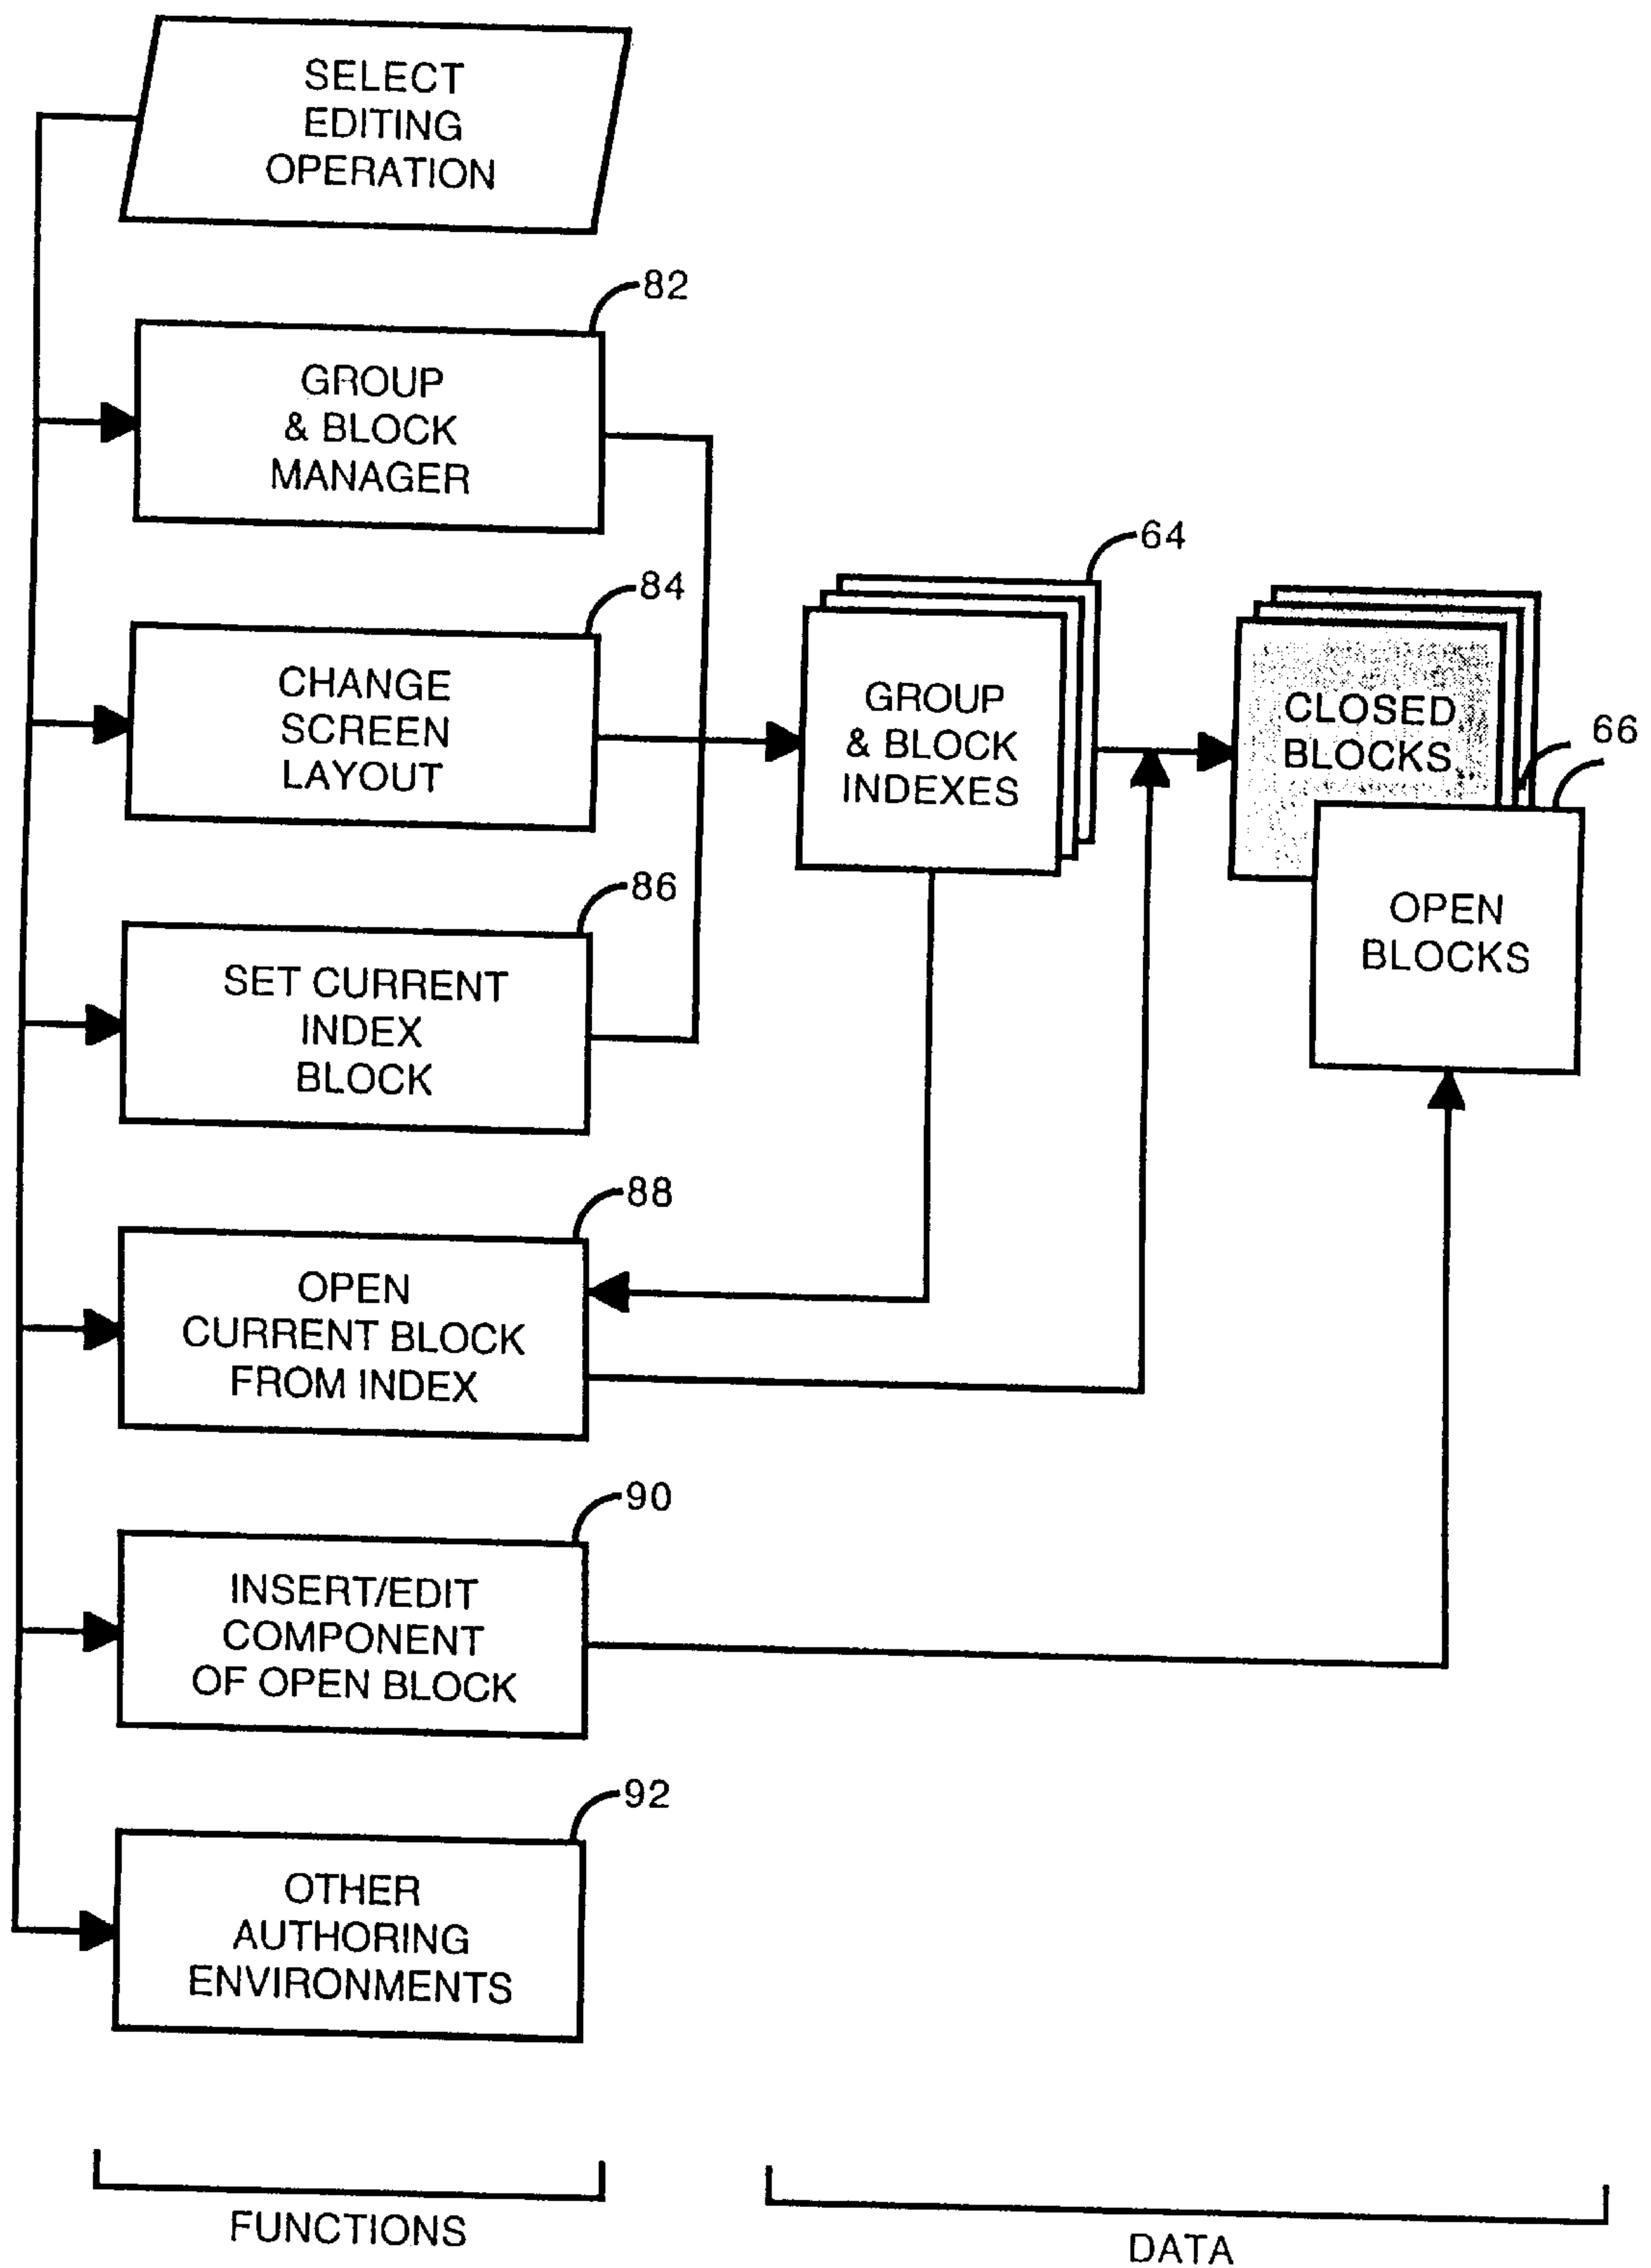 SELECT
EDITING
OPERATION
82
GROUP
& BLOCK
MANAGER
84
CHANGE
SCREEN
LAYOUT
86
SET CURRENT
INDEX
BLOCK
88
OPEN
CURRENT BLOCK
FROM INDEX
90
INSERT/EDIT
COMPONENT
OF OPEN BLOCK
92
OTHER
AUTHORING
ENVIRONMENTS
64
GROUP
& BLOCK
INDEXES
CLOSED
BLOCKS
66
OPEN
BLOCKS
FUNCTIONS
DATA